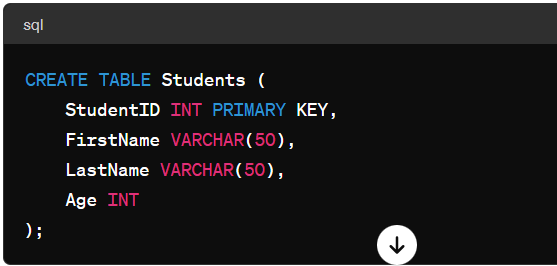 sql
CREATE TABLE Students (
    StudentID INT PRIMARY KEY,
    FirstName VARCHAR(50),
    LastName VARCHAR(50),
    Age INT
);